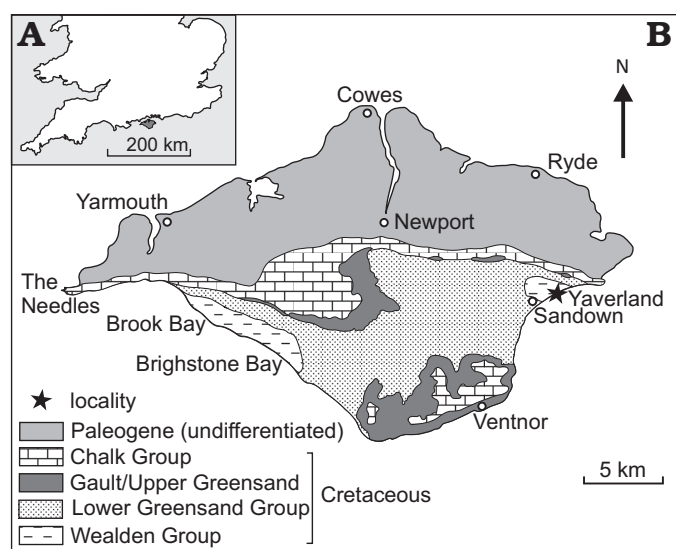 A
B
200 km
N
Cowes
Ryde
Yarmouth
Newport
The
Needles
Yaverland
Sandown
Brook Bay
Brighstone Bay
Ventnor
locality
Paleogene (undifferentiated)
Chalk Group
Gault/Upper Greensand
Cretaceous
Lower Greensand Group
Wealden Group
5 km